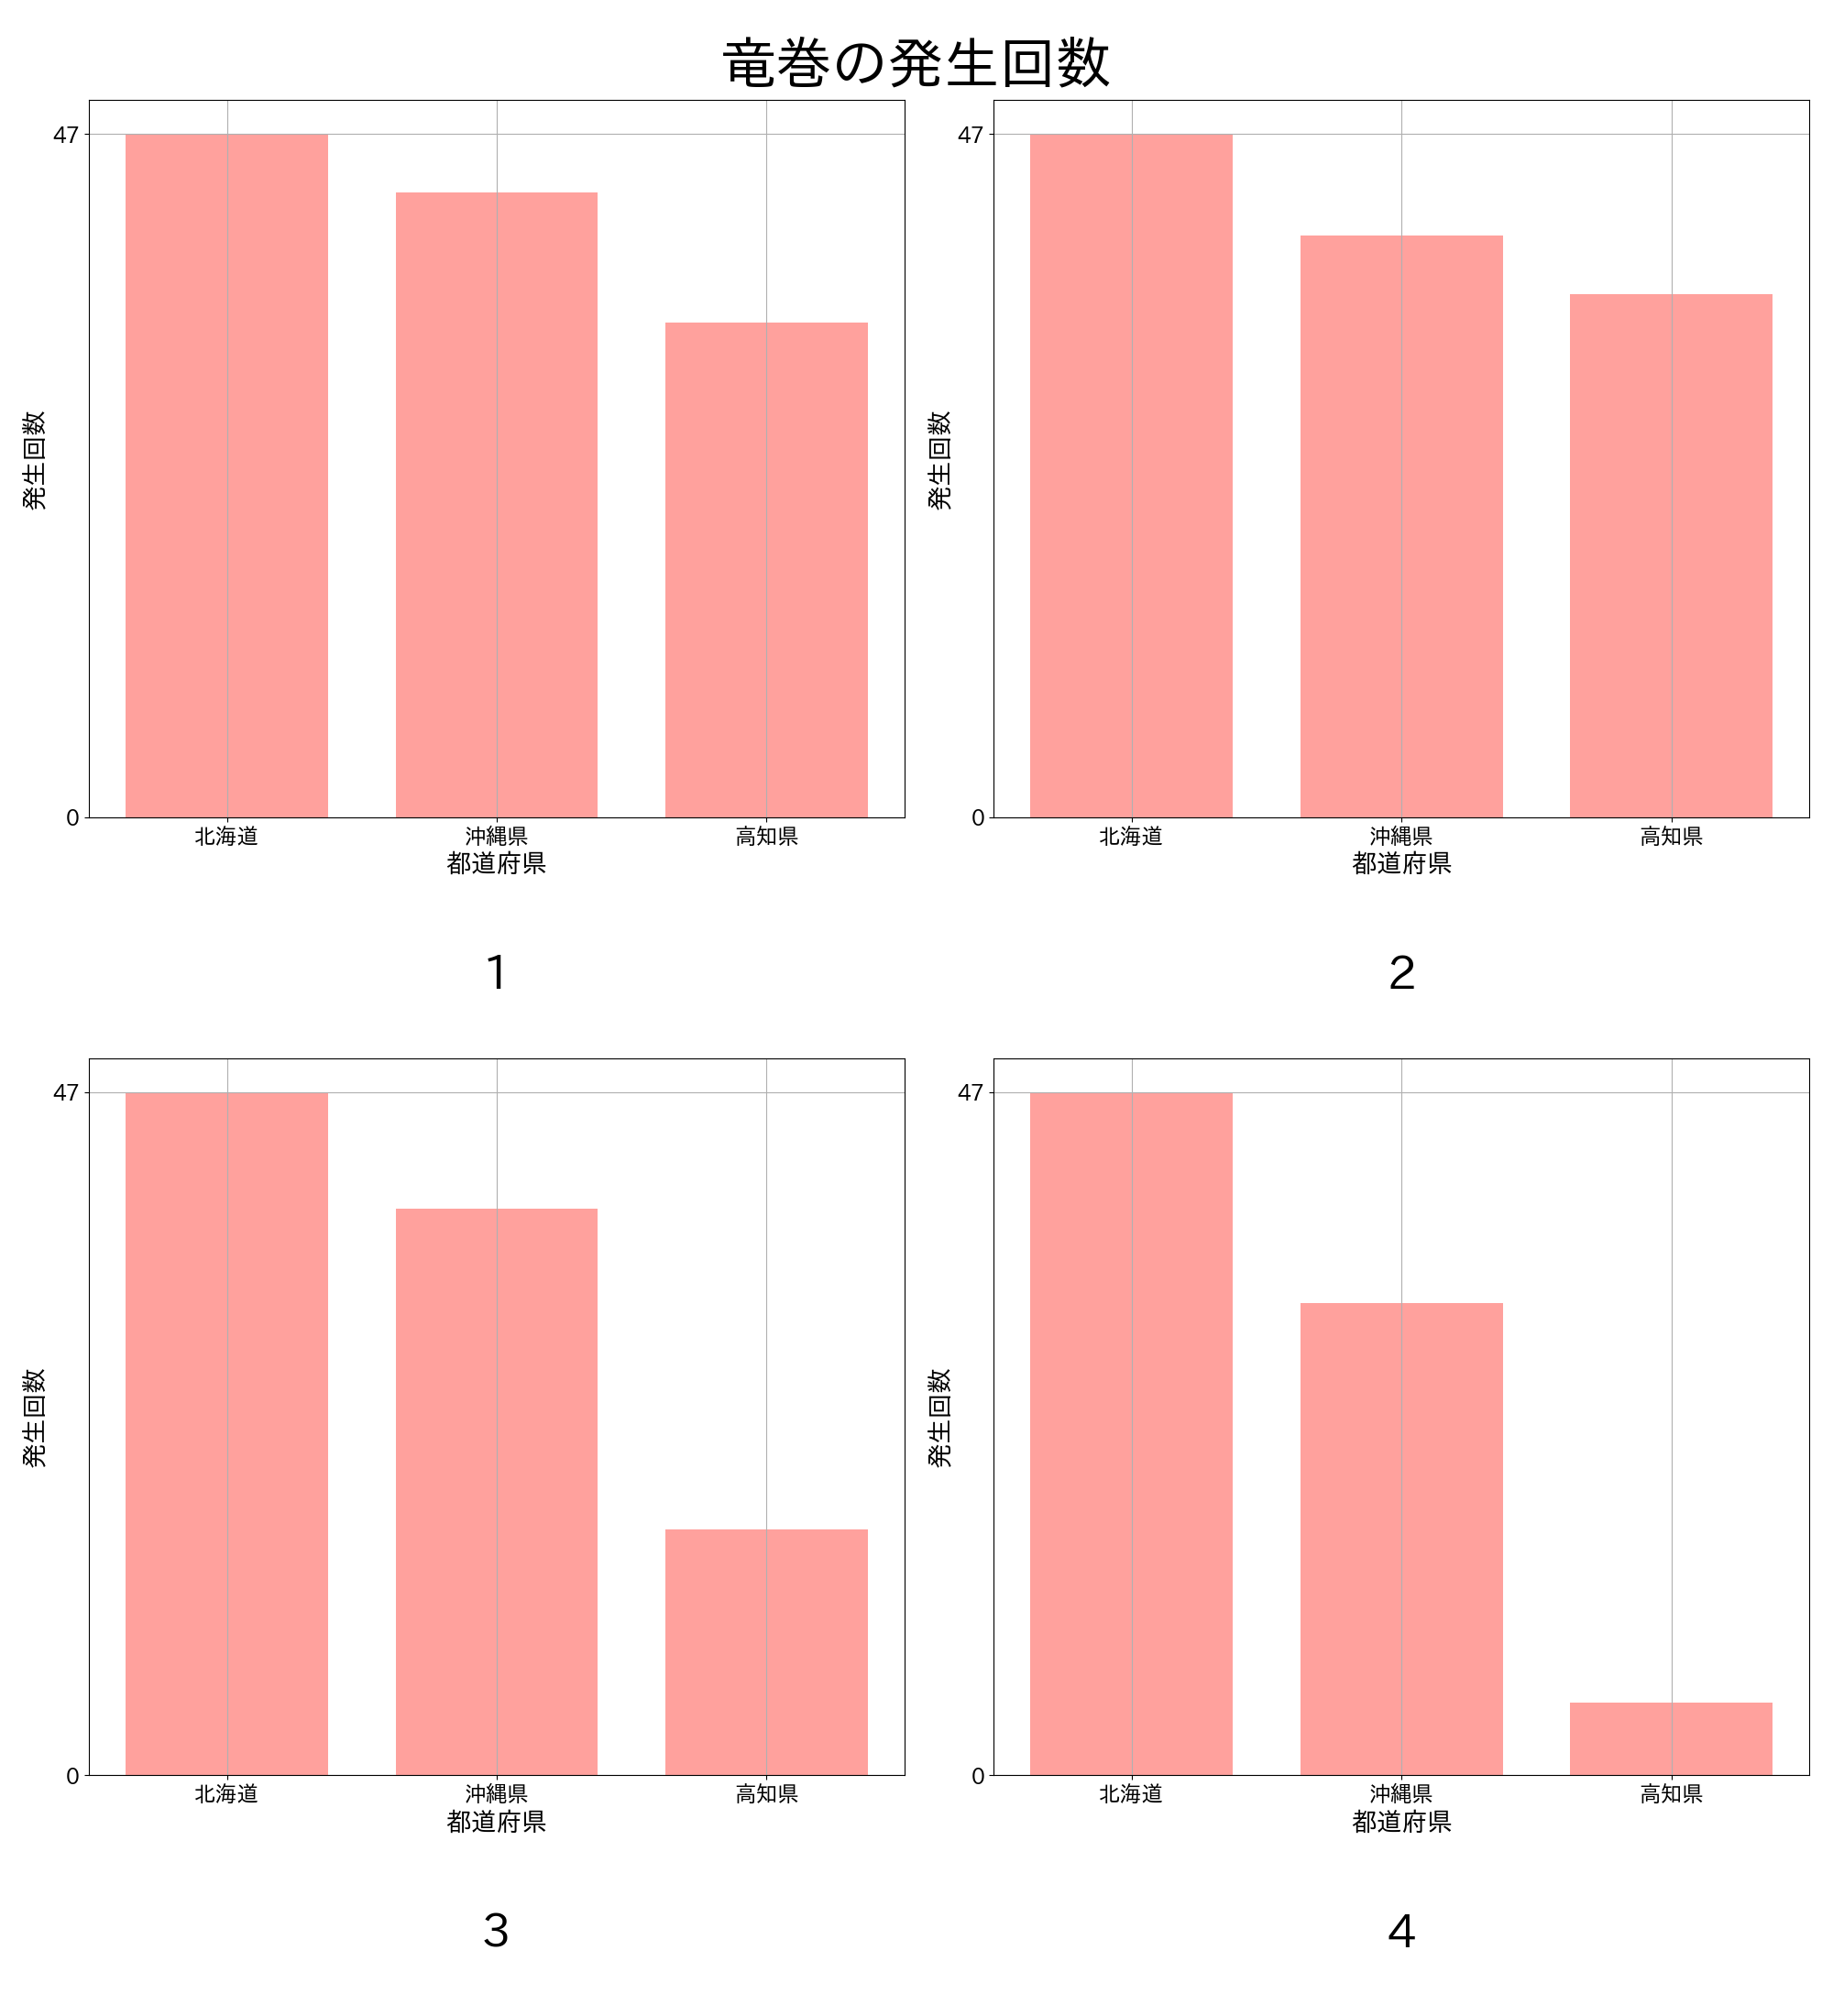 竜巻の発生回数
47
0
発生回数
北海道 沖縄県 高知県
都道府県
1
47
0
発生回数
北海道 沖縄県 高知県
都道府県
2
47
0
発生回数
北海道 沖縄県 高知県
都道府県
3
47
0
発生回数
北海道 沖縄県 高知県
都道府県
4